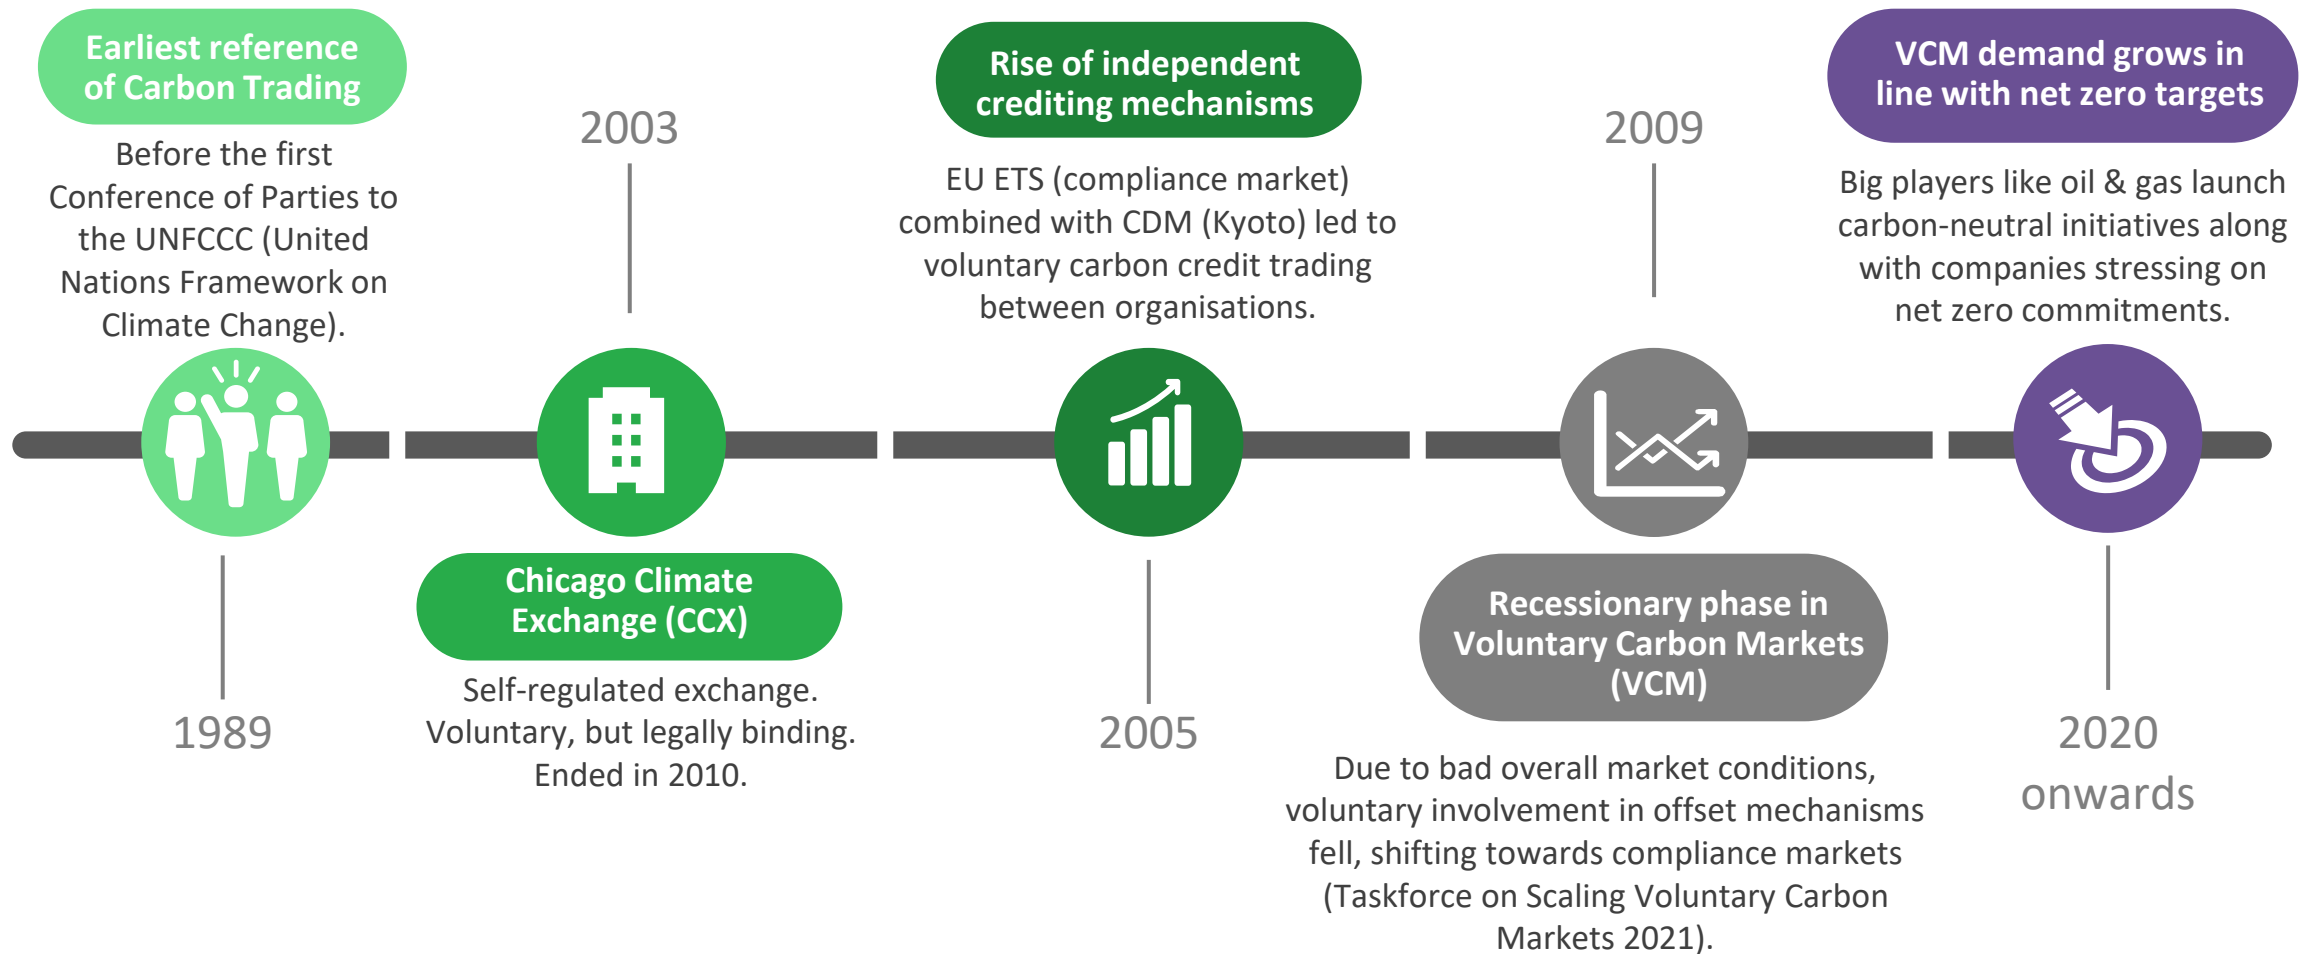 Earliest reference
of Carbon Trading
Before the first
Conference of Parties to
the UNFCCC (United
Nations Framework on
Climate Change).
1989
2003
Chicago Climate
Exchange (CCX)
Self-regulated exchange.
Voluntary, but legally binding.
Ended in 2010.
Rise of independent
crediting mechanisms
EU ETS (compliance market)
combined with CDM (Kyoto) led to
voluntary carbon credit trading
between organisations.
2005
2009
Recessionary phase in
Voluntary Carbon Markets
(VCM)
Due to bad overall market conditions,
voluntary involvement in offset mechanisms
fell, shifting towards compliance markets
(Taskforce on Scaling Voluntary Carbon
Markets 2021).
VCM demand grows in
line with net zero targets
Big players like oil & gas launch
carbon-neutral initiatives along
with companies stressing on
net zero commitments.
2020
onwards